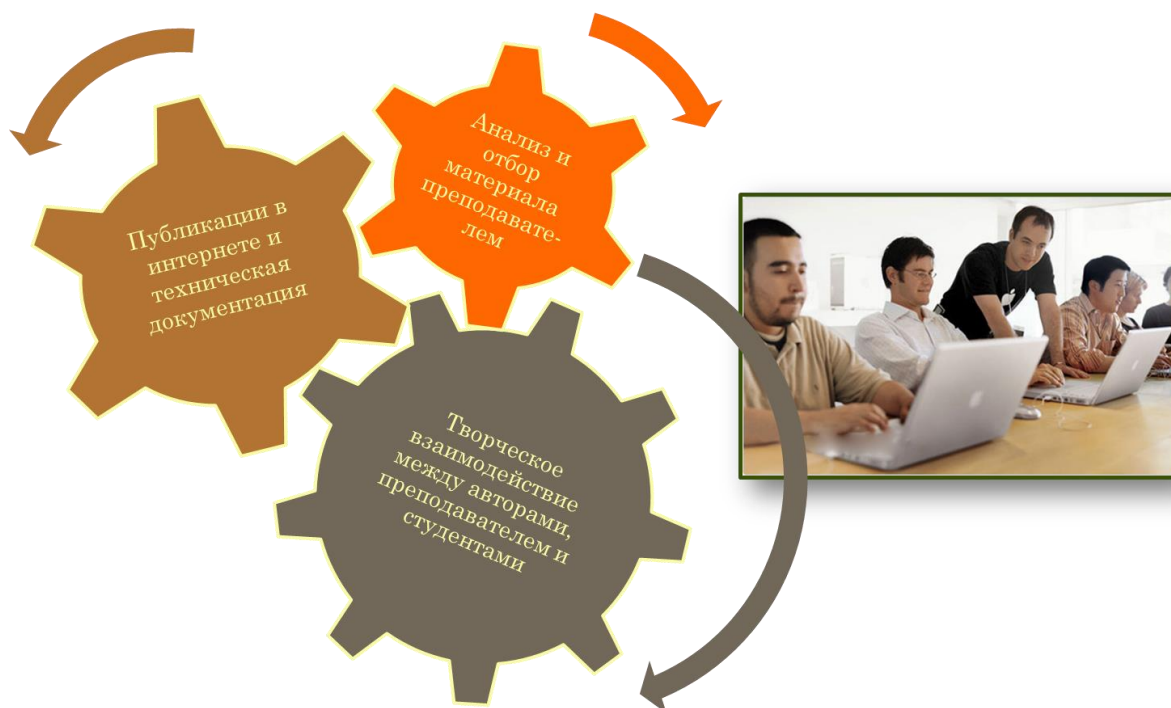 Публикации в
интернете и
техническая
документация
Анализ и
отбор
материала
преподавате-
лем
Творческое
взаимодействие
между авторами,
преподавателем и
студентами